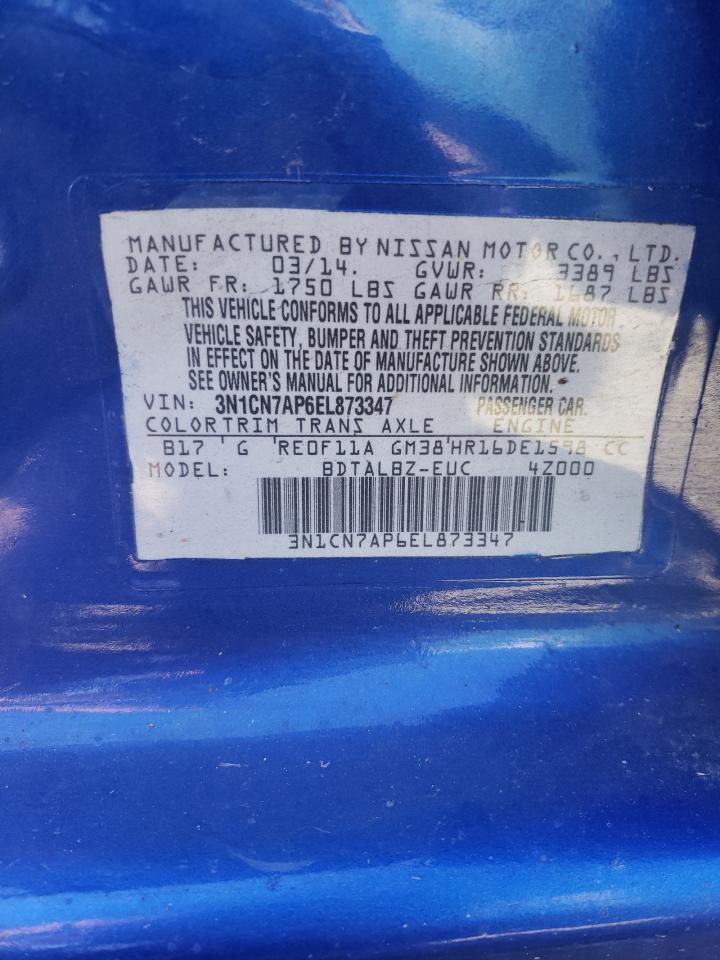 MANUFACTURED BY NISSAN MOTOR CO., LTD.
DATE: 03/14. GVWR: 3389 LBS
GAWR FR: 1750 LBS GAWR RR: 1687 LBS
THIS VEHICLE CONFORMS TO ALL APPLICABLE FEDERAL MOTOR
VEHICLE SAFETY, BUMPER AND THEFT PREVENTION STANDARDS
IN EFFECT ON THE DATE OF MANUFACTURE SHOWN ABOVE.
SEE OWNER'S MANUAL FOR ADDITIONAL INFORMATION.
VIN: 3N1CN7AP6EL873347 PASSENGER CAR.
COLORTRIM TRANS AXLE ENGINE
B17 'G 'RE0F11A GM38'HR16DE1598 CC
MODEL: BDTALBZ-EUC 4Z000
3N1CN7AP6EL873347